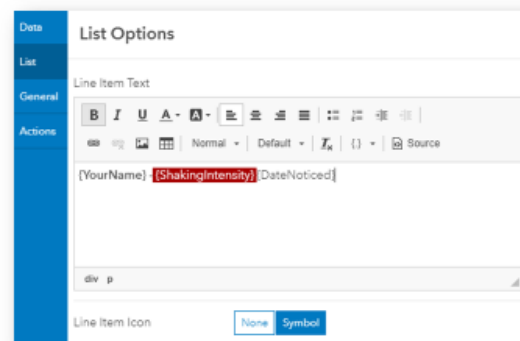 Data
List
General
Actions
List Options
Line Item Text
B I U A A
Normal Default Ix {} Source
{YourName} - {ShakingIntensity} {DateNoticed}
div p
Line Item Icon
None Symbol